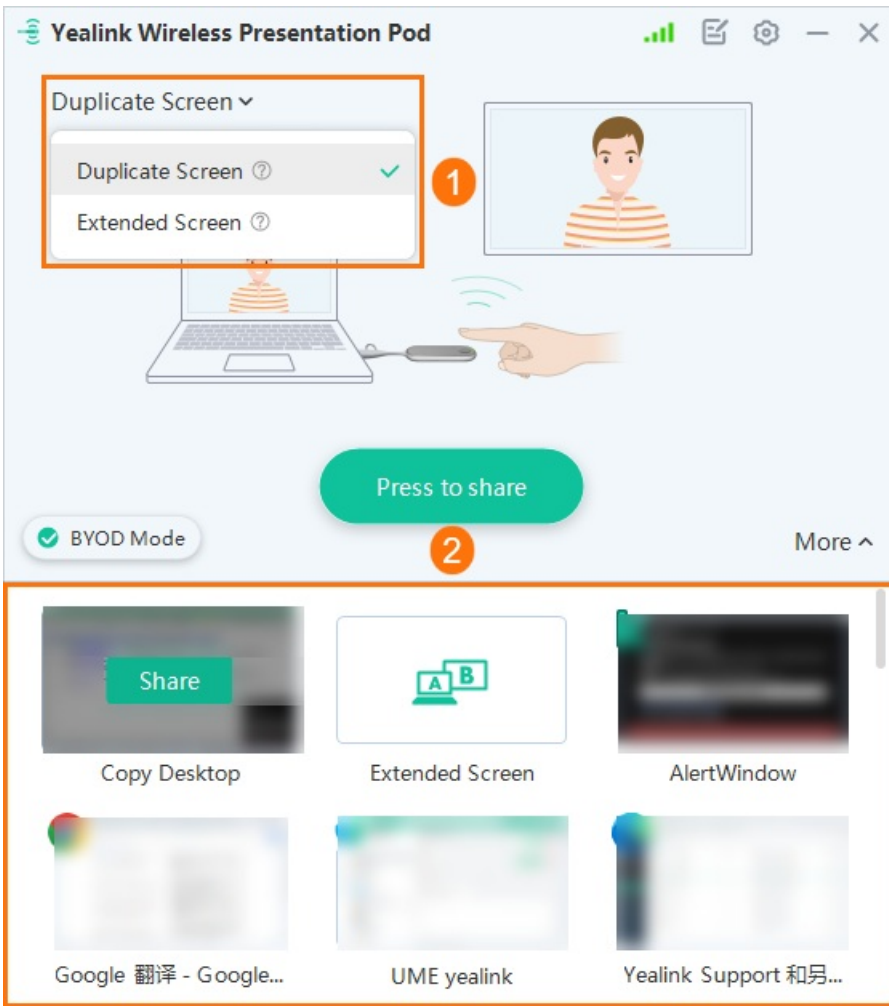 Yealink Wireless Presentation Pod
Duplicate Screen
Duplicate Screen
Extended Screen
1
Press to share
BYOD Mode
2
More
Share
A B
Copy Desktop
Extended Screen
AlertWindow
Google 翻译 - Google...
UME yealink
Yealink Support 和另...